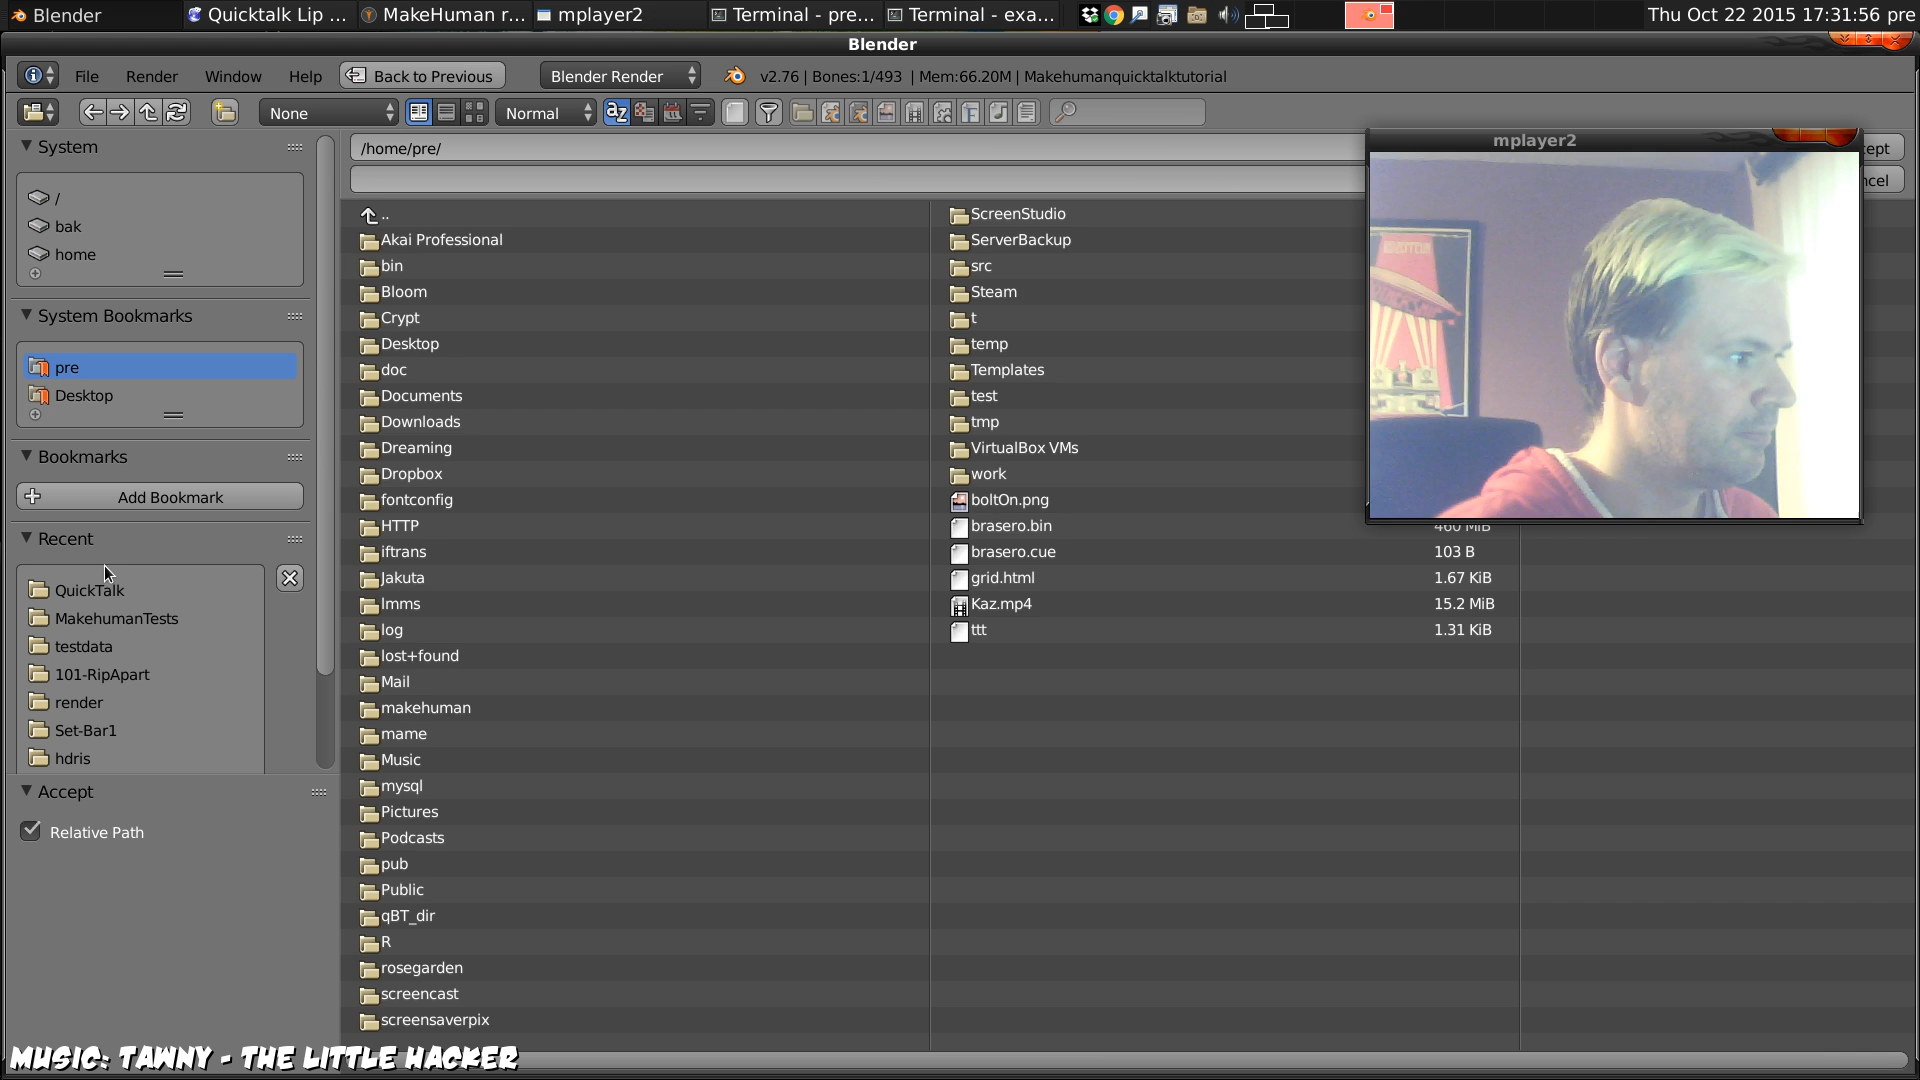 Blender
Quicktalk Lip ...
MakeHuman r...
mplayer2
Terminal - pre...
Terminal - exa...
Thu Oct 22 2015 17:31:56 pre
Blender
File
Render
Window
Help
Back to Previous
Blender Render
v2.76 | Bones:1/493 | Mem:66.20M | Makehumanquicktalktutorial
None
Normal
System
/
bak
home
System Bookmarks
pre
Desktop
Bookmarks
Add Bookmark
Recent
QuickTalk
MakehumanTests
testdata
101-RipApart
render
Set-Bar1
hdris
Accept
Relative Path
/home/pre/
..
Akai Professional
bin
Bloom
Crypt
Desktop
doc
Documents
Downloads
Dreaming
Dropbox
fontconfig
HTTP
iftrans
Jakuta
lmms
log
lost+found
Mail
makehuman
mame
Music
mysql
Pictures
Podcasts
pub
Public
qBT_dir
R
rosegarden
screencast
screensaverpix
ScreenStudio
ServerBackup
src
Steam
t
temp
Templates
test
tmp
VirtualBox VMs
work
boltOn.png
brasero.bin 460 MiB
brasero.cue 103 B
grid.html 1.67 KiB
Kaz.mp4 15.2 MiB
ttt 1.31 KiB
mplayer2
ept
ncel
MUSIC: TAWNY - THE LITTLE HACKER